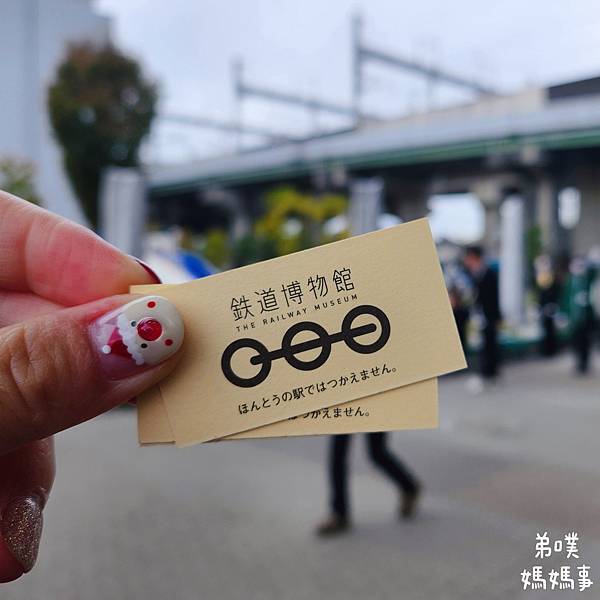 鉄道博物館
THE RAILWAY MUSEUM
ほんとうの駅ではつかえません。
はつかえません。
弟噗
媽媽事